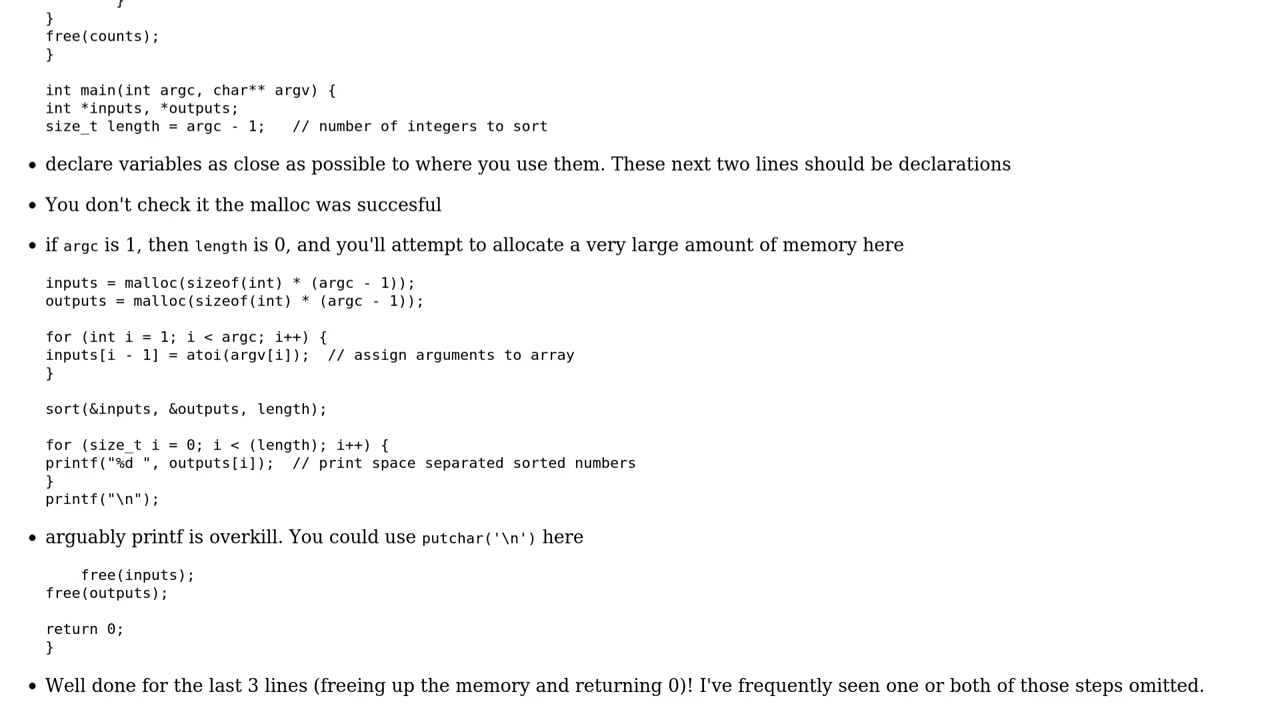 }
}
free(counts);
}
int main(int argc, char** argv) {
int *inputs, *outputs;
size_t length = argc - 1;   // number of integers to sort
• declare variables as close as possible to where you use them. These next two lines should be declarations
• You don't check it the malloc was succesful
• if argc is 1, then length is 0, and you'll attempt to allocate a very large amount of memory here
inputs = malloc(sizeof(int) * (argc - 1));
outputs = malloc(sizeof(int) * (argc - 1));
for (int i = 1; i < argc; i++) {
inputs[i - 1] = atoi(argv[i]);  // assign arguments to array
}
sort(&inputs, &outputs, length);
for (size_t i = 0; i < (length); i++) {
printf("%d ", outputs[i]);  // print space separated sorted numbers
}
printf("\n");
• arguably printf is overkill. You could use putchar('\n') here
    free(inputs);
free(outputs);
return 0;
}
• Well done for the last 3 lines (freeing up the memory and returning 0)! I've frequently seen one or both of those steps omitted.